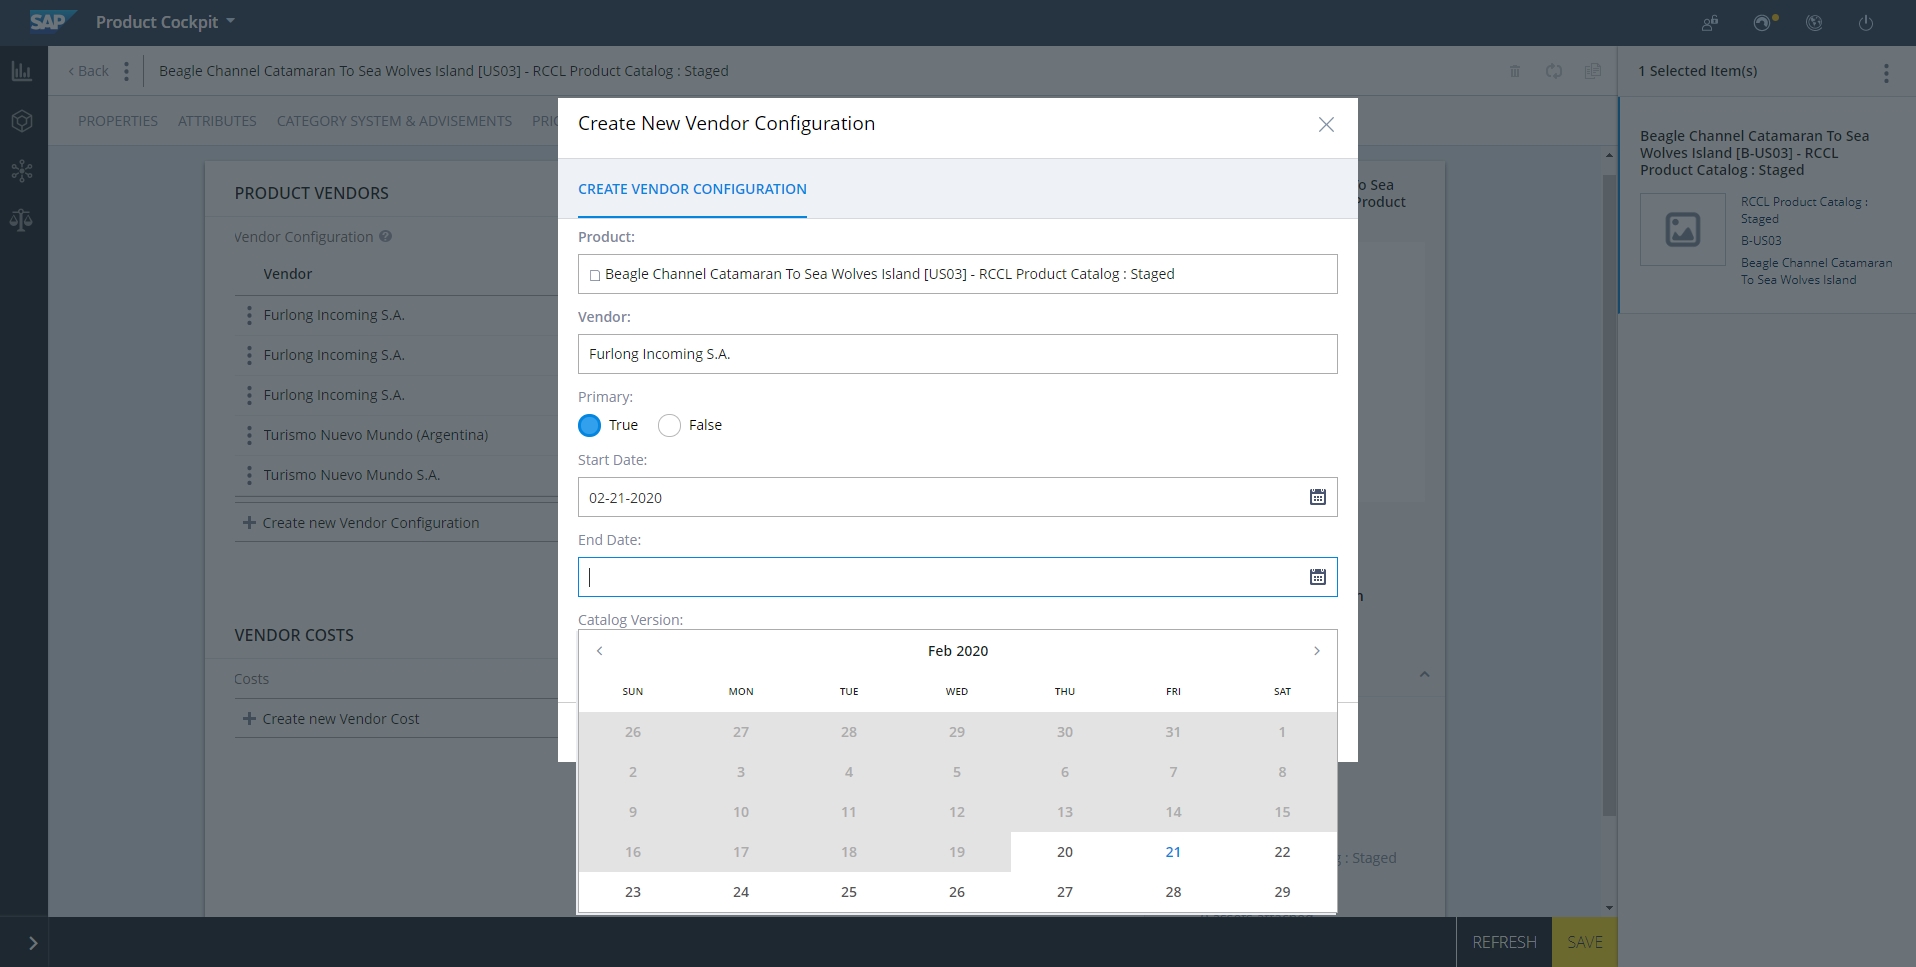 SAP Product Cockpit
Back
Beagle Channel Catamaran To Sea Wolves Island [US03] - RCCL Product Catalog : Staged
PROPERTIES ATTRIBUTES CATEGORY SYSTEM & ADVISEMENTS
PRODUCT VENDORS
Vendor Configuration
Vendor
Furlong Incoming S.A.
Furlong Incoming S.A.
Furlong Incoming S.A.
Turismo Nuevo Mundo (Argentina)
Turismo Nuevo Mundo S.A.
Create new Vendor Configuration
VENDOR COSTS
Costs
Create new Vendor Cost
Create New Vendor Configuration
CREATE VENDOR CONFIGURATION
Product:
Beagle Channel Catamaran To Sea Wolves Island [US03] - RCCL Product Catalog : Staged
Vendor:
Furlong Incoming S.A.
Primary:
True False
Start Date:
02-21-2020
End Date:
Catalog Version:
Feb 2020
SUN MON TUE WED THU FRI SAT
26 27 28 29 30 31 1
2 3 4 5 6 7 8
9 10 11 12 13 14 15
16 17 18 19 20 21 22
23 24 25 26 27 28 29
To Sea
Product
: Staged
1 Selected Item(s)
Beagle Channel Catamaran To Sea
Wolves Island [B-US03] - RCCL
Product Catalog : Staged
RCCL Product Catalog :
Staged
B-US03
Beagle Channel Catamaran
To Sea Wolves Island
REFRESH SAVE